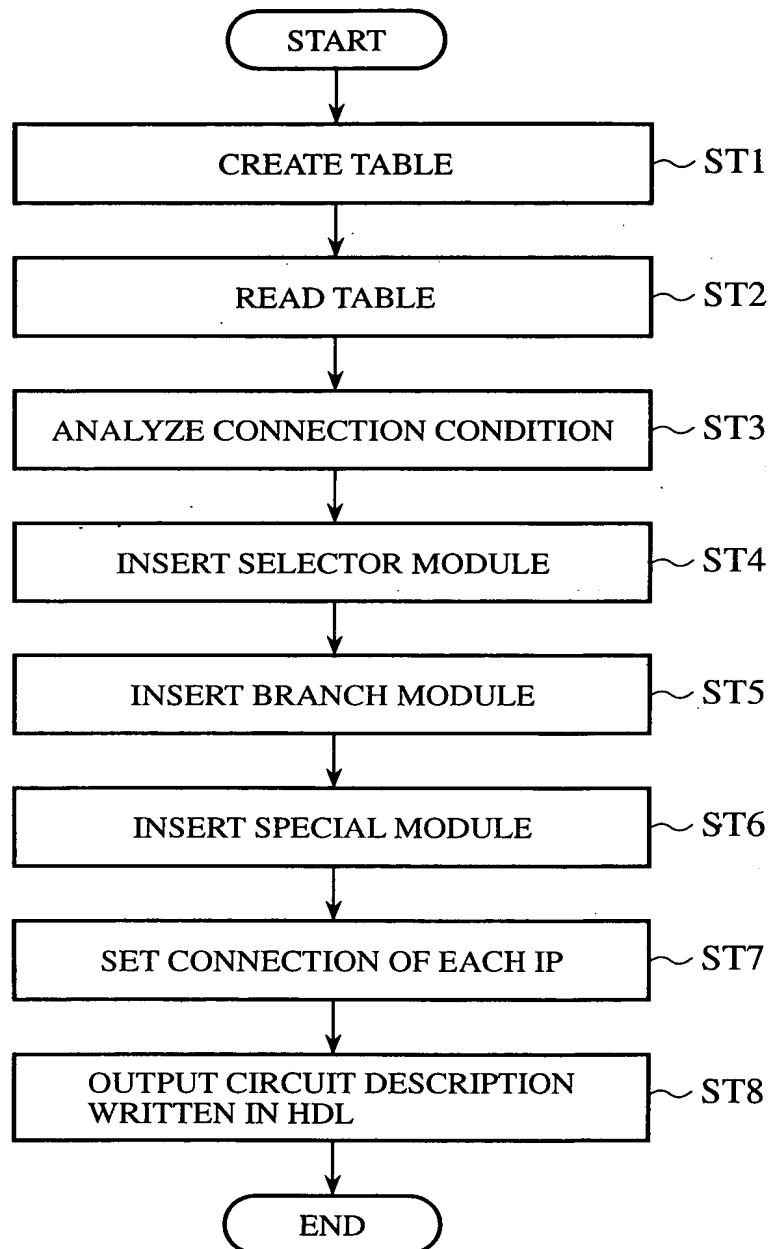 START
CREATE TABLE ST1
READ TABLE ST2
ANALYZE CONNECTION CONDITION ST3
INSERT SELECTOR MODULE ST4
INSERT BRANCH MODULE ST5
INSERT SPECIAL MODULE ST6
SET CONNECTION OF EACH IP ST7
OUTPUT CIRCUIT DESCRIPTION
WRITTEN IN HDL ST8
END